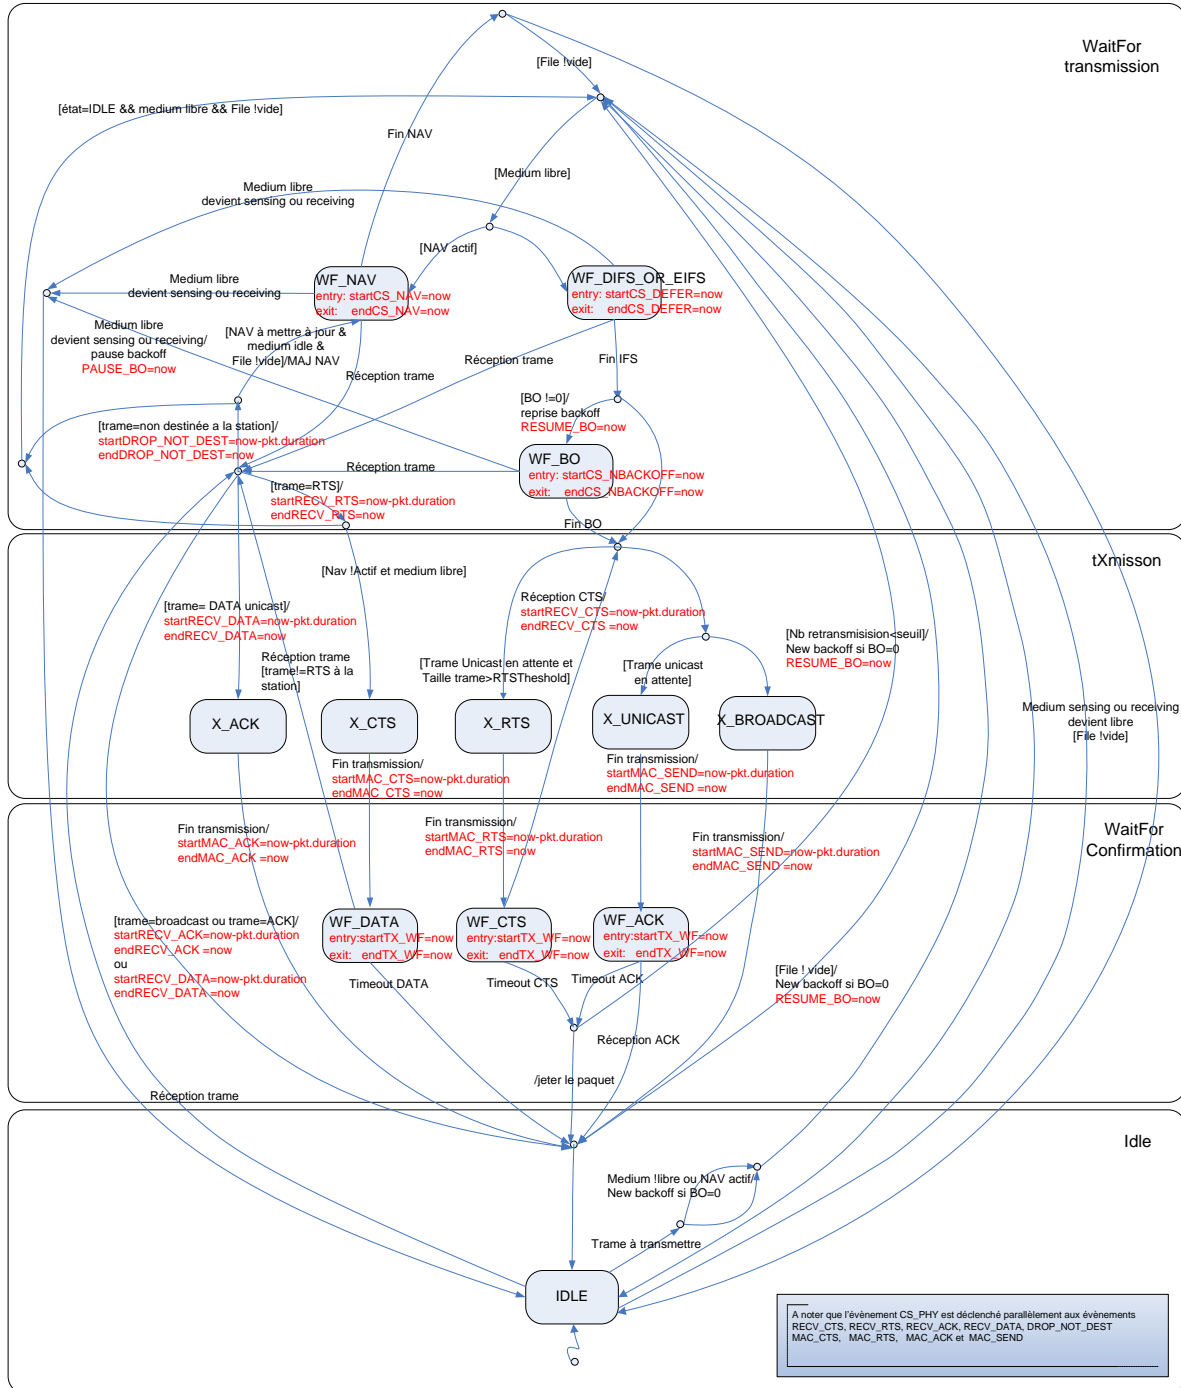 WaitFor
transmission
[File !vide]
[état=IDLE && medium libre && File !vide]
Fin NAV
[Medium libre]
Medium libre
devient sensing ou receiving
[NAV actif]
WF_NAV
entry: startCS_NAV=now
exit: endCS_NAV=now
WF_DIFS_OR_EIFS
entry: startCS_DEFER=now
exit: endCS_DEFER=now
Medium libre
devient sensing ou receiving
Medium libre
devient sensing ou receiving/
pause backoff
PAUSE_BO=now
[NAV à mettre à jour &
medium idle &
File !vide]/MAJ NAV
Réception trame
Réception trame
Fin IFS
[BO !=0]/
reprise backoff
RESUME_BO=now
[trame=non destinée a la station]/
startDROP_NOT_DEST=now-pkt.duration
endDROP_NOT_DEST=now
WF_BO
entry: startCS_NBACKOFF=now
exit: endCS_NBACKOFF=now
Réception trame
[trame=RTS]/
startRECV_RTS=now-pkt.duration
endRECV_RTS=now
Fin BO
tXmisson
[Nav !Actif et medium libre]
[trame= DATA unicast]/
startRECV_DATA=now-pkt.duration
endRECV_DATA=now
Réception CTS/
startRECV_CTS=now-pkt.duration
endRECV_CTS =now
[Nb retransmisision<seuil]/
New backoff si BO=0
RESUME_BO=now
Réception trame
[trame!=RTS à la
station]
[Trame Unicast en attente et
Taille trame>RTSTheshold]
[Trame unicast
en attente]
X_ACK
X_CTS
X_RTS
X_UNICAST
X_BROADCAST
Medium sensing ou receiving
devient libre
[File !vide]
Fin transmission/
startMAC_CTS=now-pkt.duration
endMAC_CTS =now
Fin transmission/
startMAC_SEND=now-pkt.duration
endMAC_SEND =now
WaitFor
Confirmation
Fin transmission/
startMAC_ACK=now-pkt.duration
endMAC_ACK =now
Fin transmission/
startMAC_RTS=now-pkt.duration
endMAC_RTS =now
Fin transmission/
startMAC_SEND=now-pkt.duration
endMAC_SEND =now
[trame=broadcast ou trame=ACK]/
startRECV_ACK=now-pkt.duration
endRECV_ACK =now
ou
startRECV_DATA=now-pkt.duration
endRECV_DATA =now
WF_DATA
entry:startTX_WF=now
exit: endTX_WF=now
WF_CTS
entry:startTX_WF=now
exit: endTX_WF=now
WF_ACK
entry:startTX_WF=now
exit: endTX_WF=now
Timeout DATA
Timeout CTS
Timeout ACK
[File ! vide]/
New backoff si BO=0
RESUME_BO=now
Réception ACK
/jeter le paquet
Réception trame
Idle
Medium !libre ou NAV actif/
New backoff si BO=0
Trame à transmettre
IDLE
A noter que l'évènement CS_PHY est déclenché parallèlement aux évènements
RECV_CTS, RECV_RTS, RECV_ACK, RECV_DATA, DROP_NOT_DEST
MAC_CTS, MAC_RTS, MAC_ACK et MAC_SEND